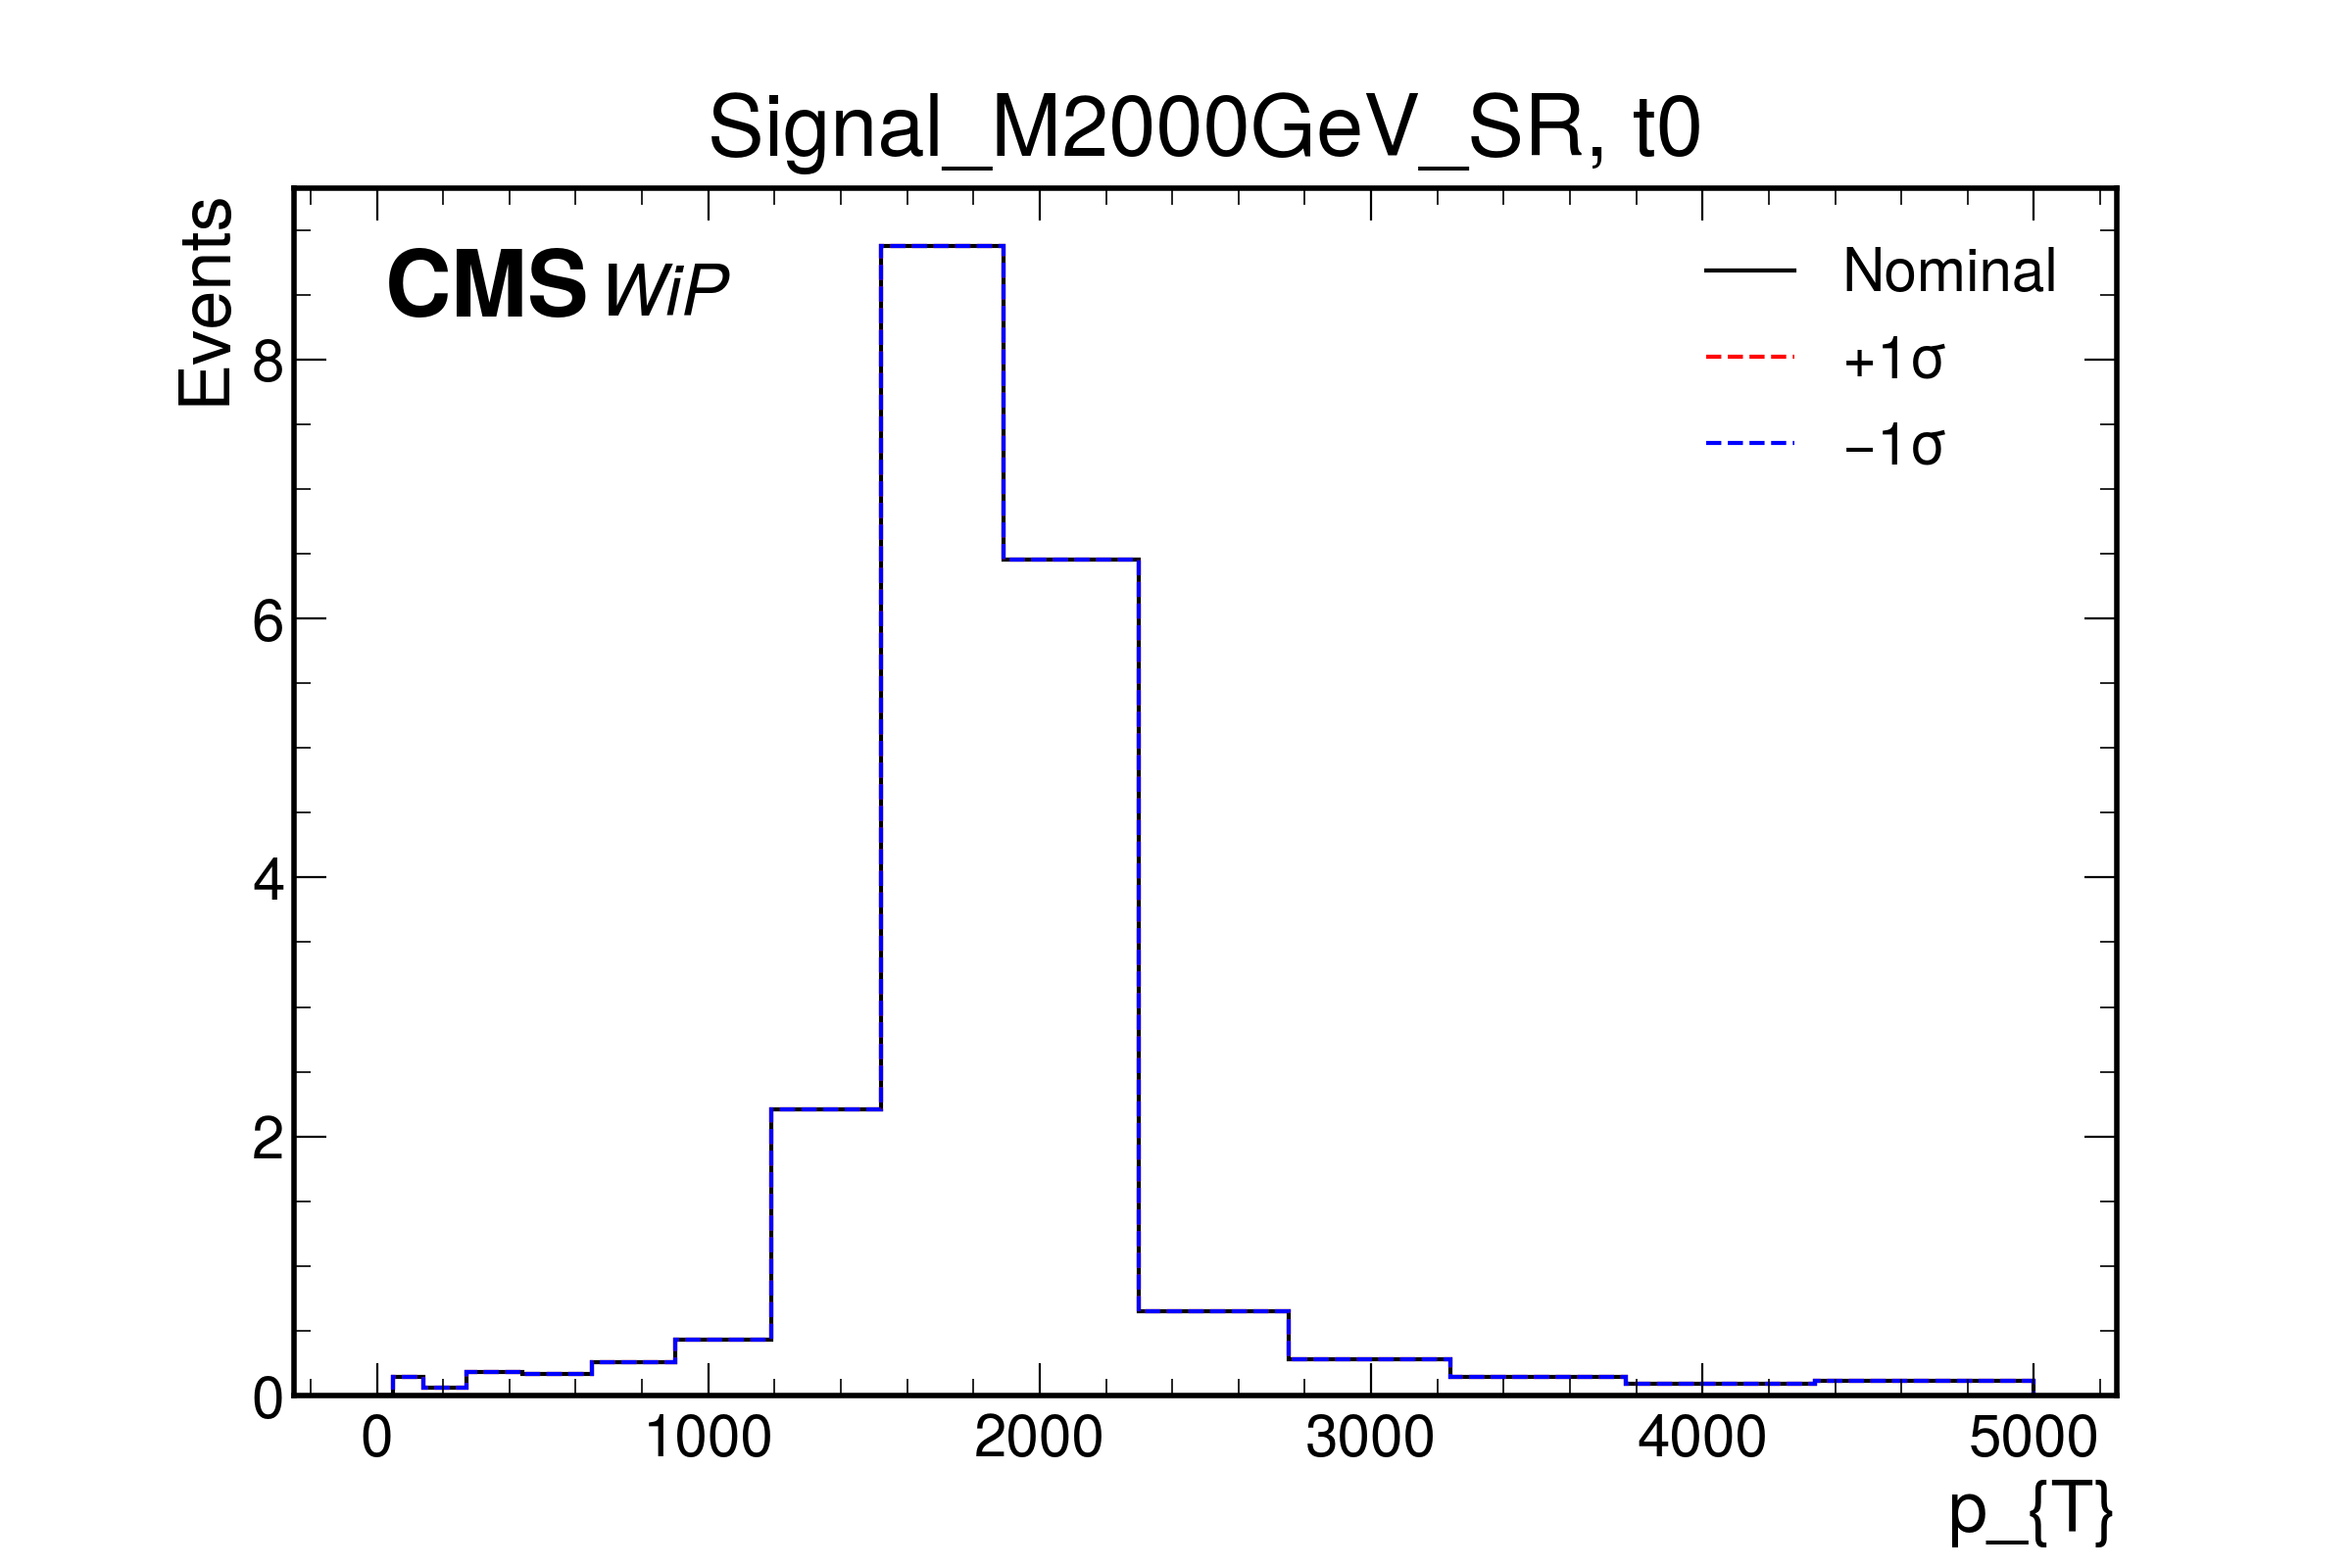 Signal_M2000GeV_SR, t0
Events
CMS WiP
Nominal
+1σ
−1σ
8
6
4
2
0
0 1000 2000 3000 4000 5000
p_{T}